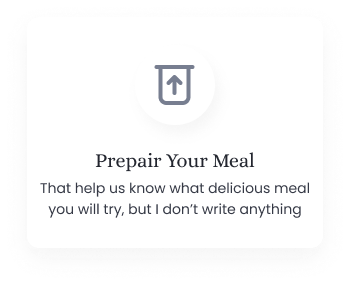 Prepair Your Meal
That help us know what delicious meal
you will try, but I don’t write anything